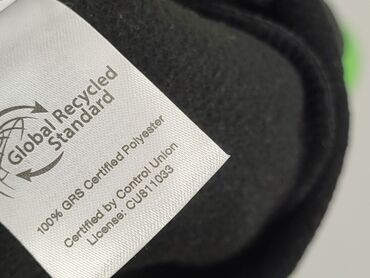 Global Recycled
Standard
100% GRS Certified Polyester
Certified by Control Union
License: CU811033